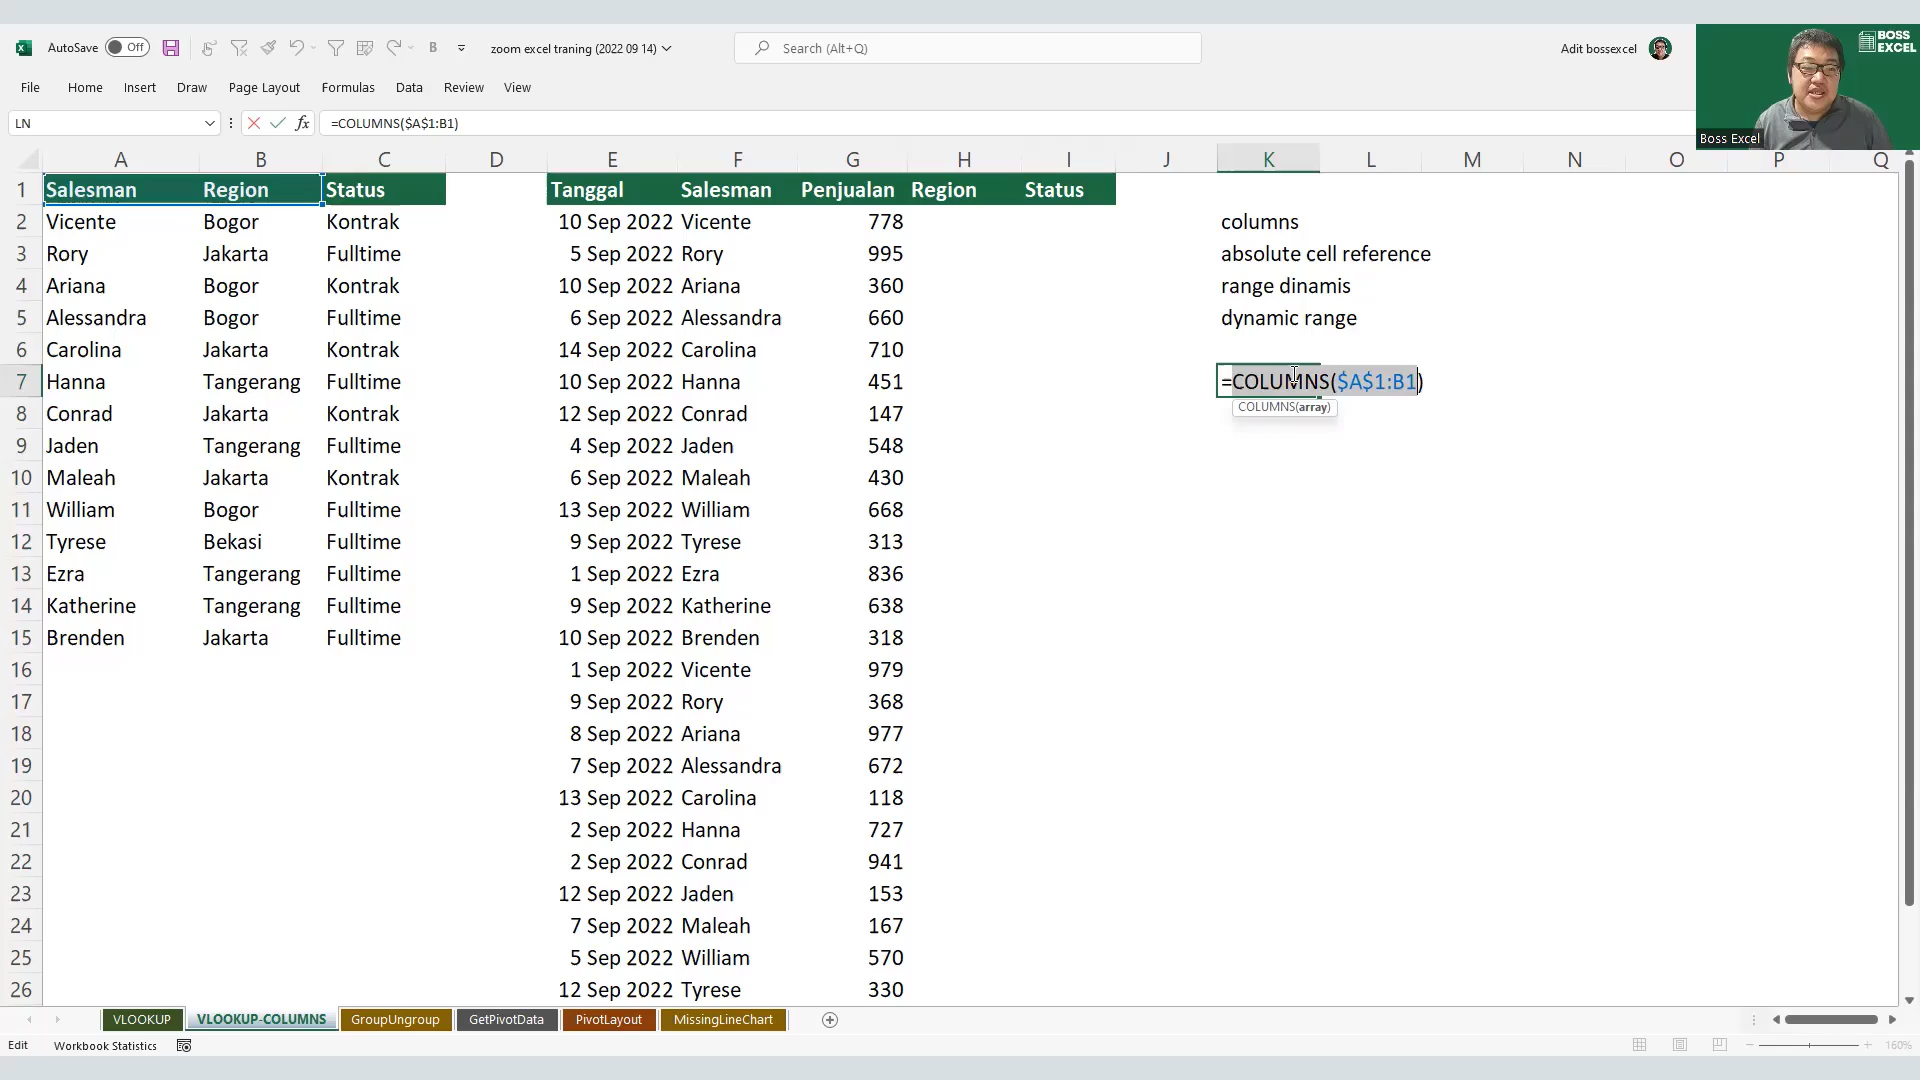 AutoSave Off B zoom excel traning (2022 09 14) Search (Alt+Q) Adit bossexcel
BOSS EXCEL
Boss Excel
File Home Insert Draw Page Layout Formulas Data Review View
LN fx =COLUMNS($A$1:B1)
A B C D E F G H I J K L M N O P Q
1 Salesman Region Status Tanggal Salesman Penjualan Region Status
2 Vicente Bogor Kontrak 10 Sep 2022 Vicente 778 columns
3 Rory Jakarta Fulltime 5 Sep 2022 Rory 995 absolute cell reference
4 Ariana Bogor Kontrak 10 Sep 2022 Ariana 360 range dinamis
5 Alessandra Bogor Fulltime 6 Sep 2022 Alessandra 660 dynamic range
6 Carolina Jakarta Kontrak 14 Sep 2022 Carolina 710
7 Hanna Tangerang Fulltime 10 Sep 2022 Hanna 451 =COLUMNS($A$1:B1)
COLUMNS(array)
8 Conrad Jakarta Kontrak 12 Sep 2022 Conrad 147
9 Jaden Tangerang Fulltime 4 Sep 2022 Jaden 548
10 Maleah Jakarta Kontrak 6 Sep 2022 Maleah 430
11 William Bogor Fulltime 13 Sep 2022 William 668
12 Tyrese Bekasi Fulltime 9 Sep 2022 Tyrese 313
13 Ezra Tangerang Fulltime 1 Sep 2022 Ezra 836
14 Katherine Tangerang Fulltime 9 Sep 2022 Katherine 638
15 Brenden Jakarta Fulltime 10 Sep 2022 Brenden 318
16 1 Sep 2022 Vicente 979
17 9 Sep 2022 Rory 368
18 8 Sep 2022 Ariana 977
19 7 Sep 2022 Alessandra 672
20 13 Sep 2022 Carolina 118
21 2 Sep 2022 Hanna 727
22 2 Sep 2022 Conrad 941
23 12 Sep 2022 Jaden 153
24 7 Sep 2022 Maleah 167
25 5 Sep 2022 William 570
26 12 Sep 2022 Tyrese 330
VLOOKUP VLOOKUP-COLUMNS GroupUngroup GetPivotData PivotLayout MissingLineChart
Edit Workbook Statistics 160%